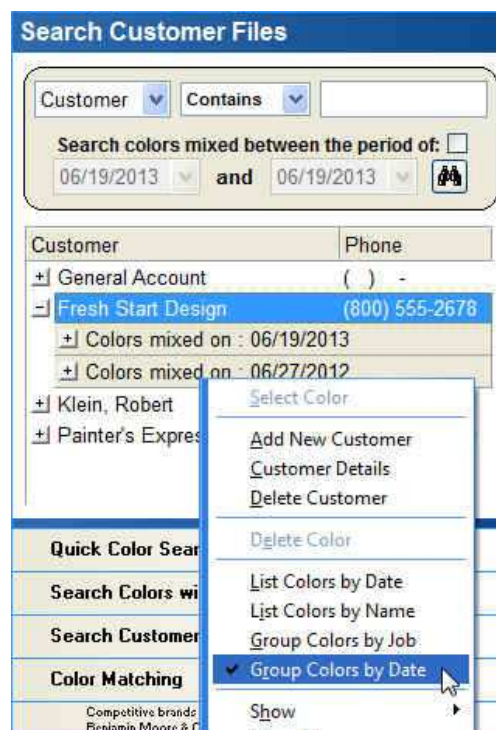 Search Customer Files
Customer Contains
Search colors mixed between the period of:
06/19/2013 and 06/19/2013
Customer Phone
General Account ( ) -
Fresh Start Design (800) 555-2678
Colors mixed on : 06/19/2013
Colors mixed on : 06/27/2012
Klein, Robert
Painter's Expres
Select Color
Add New Customer
Customer Details
Delete Customer
Delete Color
List Colors by Date
List Colors by Name
Group Colors by Job
Group Colors by Date
Show
Quick Color Sear
Search Colors wi
Search Customer
Color Matching
Competitive brands
Benjamin Moore & C